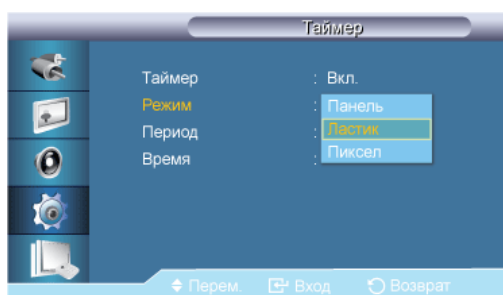 Таймер
Таймер : Вкл.
Режим : Панель
Период : Ластик
Время : Пиксел
Перем. Вход Возврат